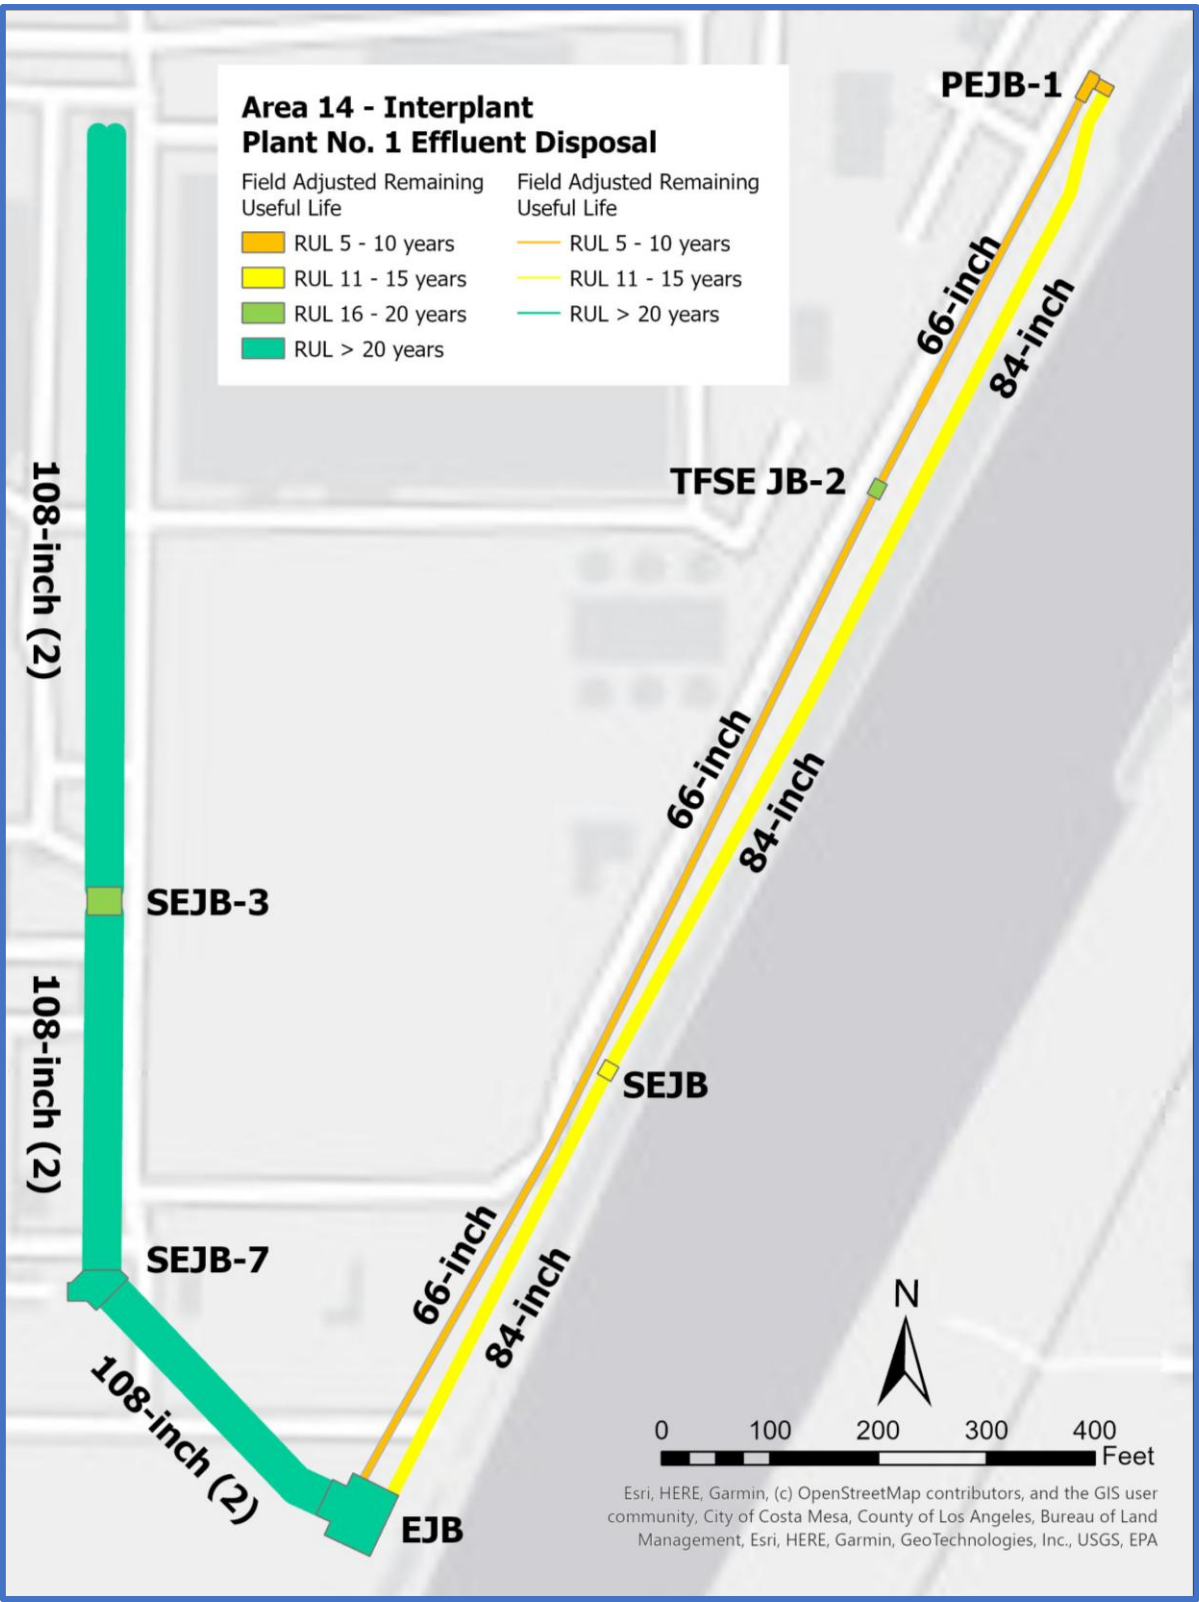 PEJB-1
Area 14 - Interplant
Plant No. 1 Effluent Disposal
Field Adjusted Remaining
Useful Life
RUL 5 - 10 years
RUL 11 - 15 years
RUL 16 - 20 years
RUL > 20 years
Field Adjusted Remaining
Useful Life
RUL 5 - 10 years
RUL 11 - 15 years
RUL > 20 years
66-inch
84-inch
108-inch (2)
TFSE JB-2
66-inch
84-inch
SEJB-3
108-inch (2)
SEJB
SEJB-7
66-inch
84-inch
108-inch (2)
EJB
N
0 100 200 300 400
Feet
Esri, HERE, Garmin, (c) OpenStreetMap contributors, and the GIS user
community, City of Costa Mesa, County of Los Angeles, Bureau of Land
Management, Esri, HERE, Garmin, GeoTechnologies, Inc., USGS, EPA